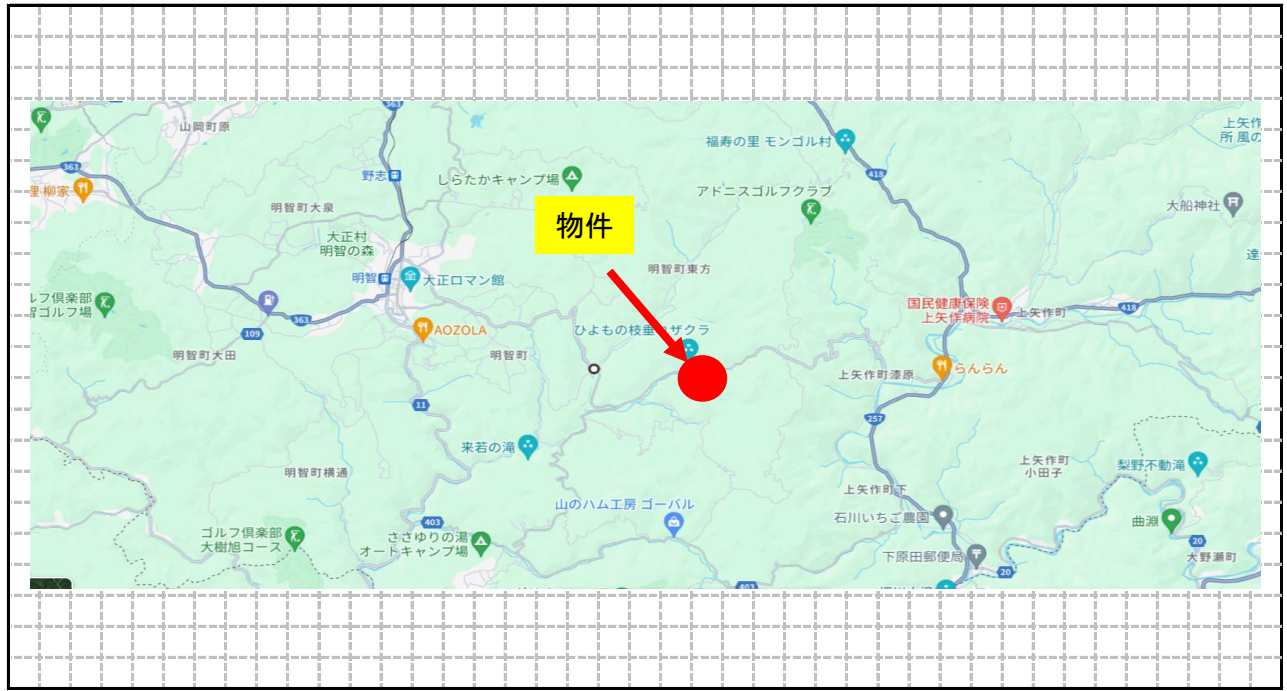 363
山岡町原
福寿の里 モンゴル村
上矢作
所 風の
363
野志
しらたかキャンプ場
418
理 柳家
アドニスゴルフクラブ
大船神社
明智町大泉
物件
大正村
明智の森
明智町東方
達
明智
大正ロマン館
ルフ倶楽部
智ゴルフ場
国民健康保険
上矢作病院
上矢作町
418
363
109
AOZOLA
ひよもの枝垂
ザクラ
明智町大田
明智町
上矢作町漆原
らんらん
11
257
来若の滝
明智町横通
上矢作町
小田子
梨野不動滝
上矢作町下
山のハム工房 ゴーバル
石川いちご農園
曲淵
403
ゴルフ倶楽部
大樹旭コース
ささゆりの湯
オートキャンプ場
20
下原田郵便局
大野瀬町
20
403